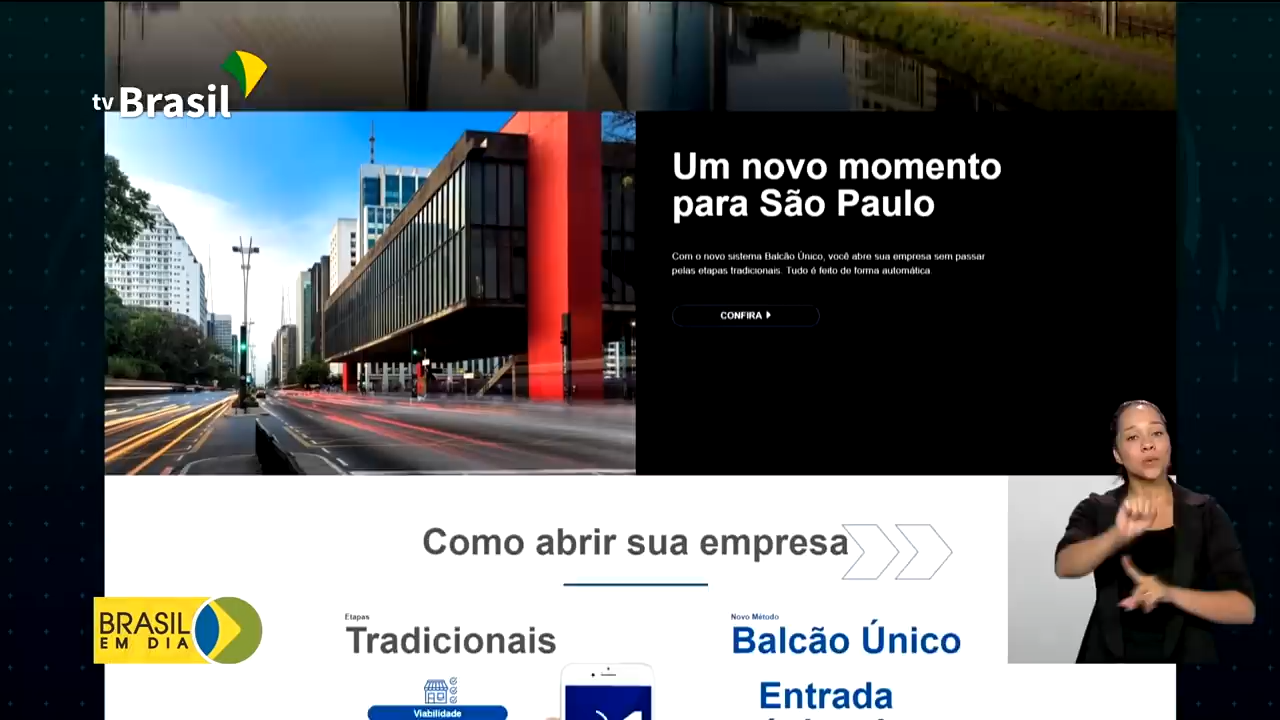 tv Brasil
Um novo momento
para São Paulo
Com o novo sistema Balcão Único, você abre sua empresa sem passar
pelas etapas tradicionais. Tudo é feito de forma automática
CONFIRA
Como abrir sua empresa
BRASIL
EM DIA
Etapas
Tradicionais
Viabilidade
Novo Método
Balcão Único
Entrada